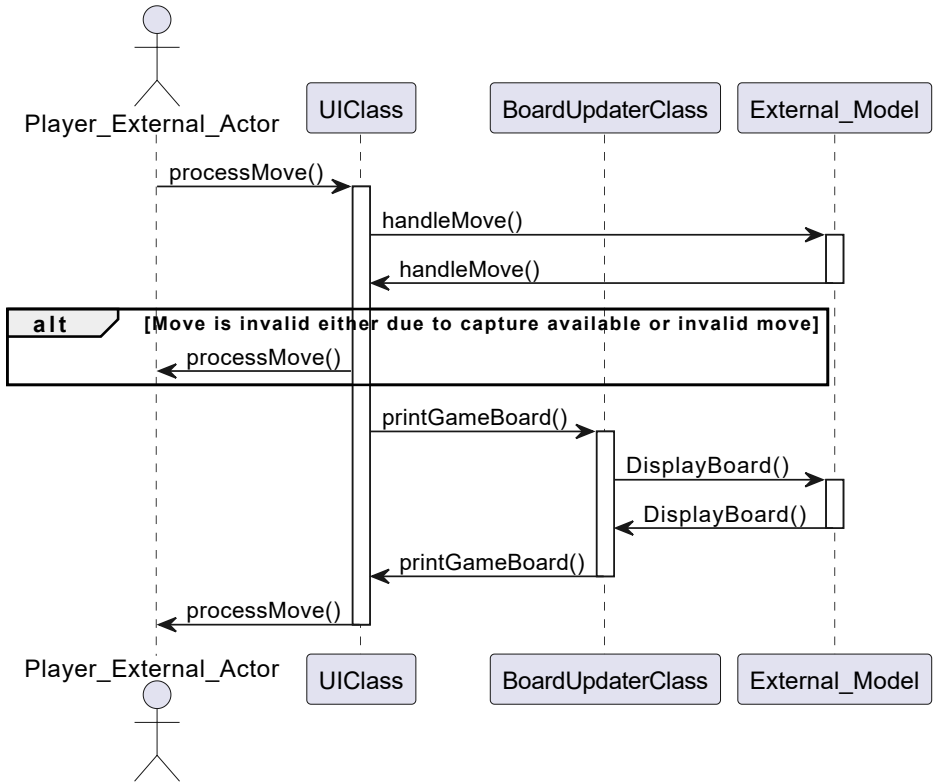 Player_External_Actor
UIClass
BoardUpdaterClass
External_Model
processMove()
handleMove()
handleMove()
alt
[Move is invalid either due to capture available or invalid move]
processMove()
printGameBoard()
DisplayBoard()
DisplayBoard()
printGameBoard()
processMove()
Player_External_Actor
UIClass
BoardUpdaterClass
External_Model